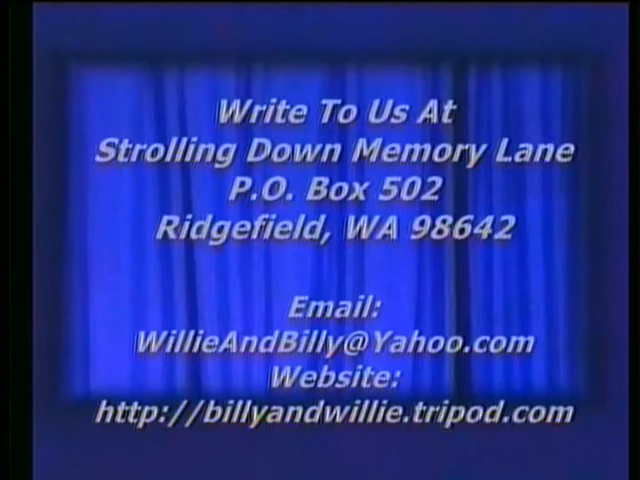 Write To Us At
Strolling Down Memory Lane
P.O. Box 502
Ridgefield, WA 98642
Email:
WillieAndBilly@Yahoo.com
Website:
http://billyandwillie.tripod.com